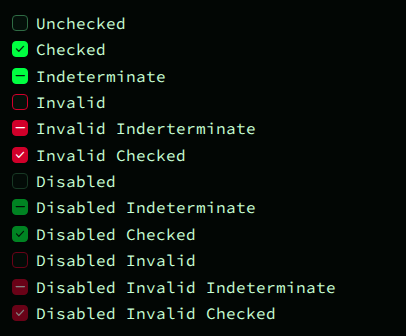 Unchecked
Checked
Indeterminate
Invalid
Invalid Inderterminate
Invalid Checked
Disabled
Disabled Indeterminate
Disabled Checked
Disabled Invalid
Disabled Invalid Indeterminate
Disabled Invalid Checked